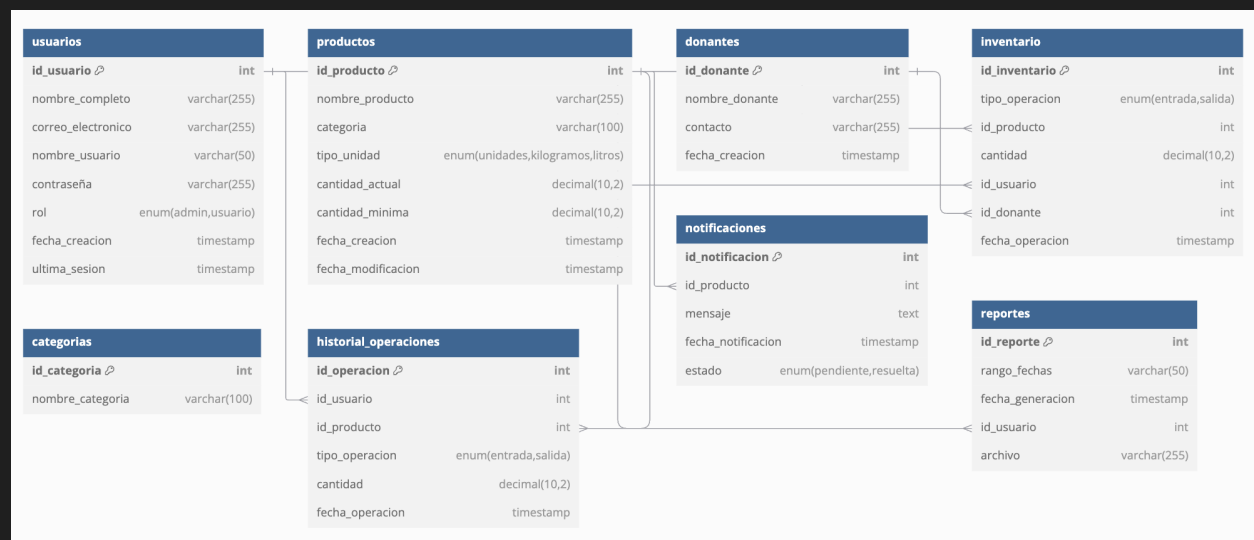 usuarios
id_usuario int
nombre_completo varchar(255)
correo_electronico varchar(255)
nombre_usuario varchar(50)
contraseña varchar(255)
rol enum(admin,usuario)
fecha_creacion timestamp
ultima_sesion timestamp
productos
id_producto int
nombre_producto varchar(255)
categoria varchar(100)
tipo_unidad enum(unidades,kilogramos,litros)
cantidad_actual decimal(10,2)
cantidad_minima decimal(10,2)
fecha_creacion timestamp
fecha_modificacion timestamp
donantes
id_donante int
nombre_donante varchar(255)
contacto varchar(255)
fecha_creacion timestamp
inventario
id_inventario int
tipo_operacion enum(entrada,salida)
id_producto int
cantidad decimal(10,2)
id_usuario int
id_donante int
fecha_operacion timestamp
notificaciones
id_notificacion int
id_producto int
mensaje text
fecha_notificacion timestamp
estado enum(pendiente,resuelta)
categorias
id_categoria int
nombre_categoria varchar(100)
historial_operaciones
id_operacion int
id_usuario int
id_producto int
tipo_operacion enum(entrada,salida)
cantidad decimal(10,2)
fecha_operacion timestamp
reportes
id_reporte int
rango_fechas varchar(50)
fecha_generacion timestamp
id_usuario int
archivo varchar(255)